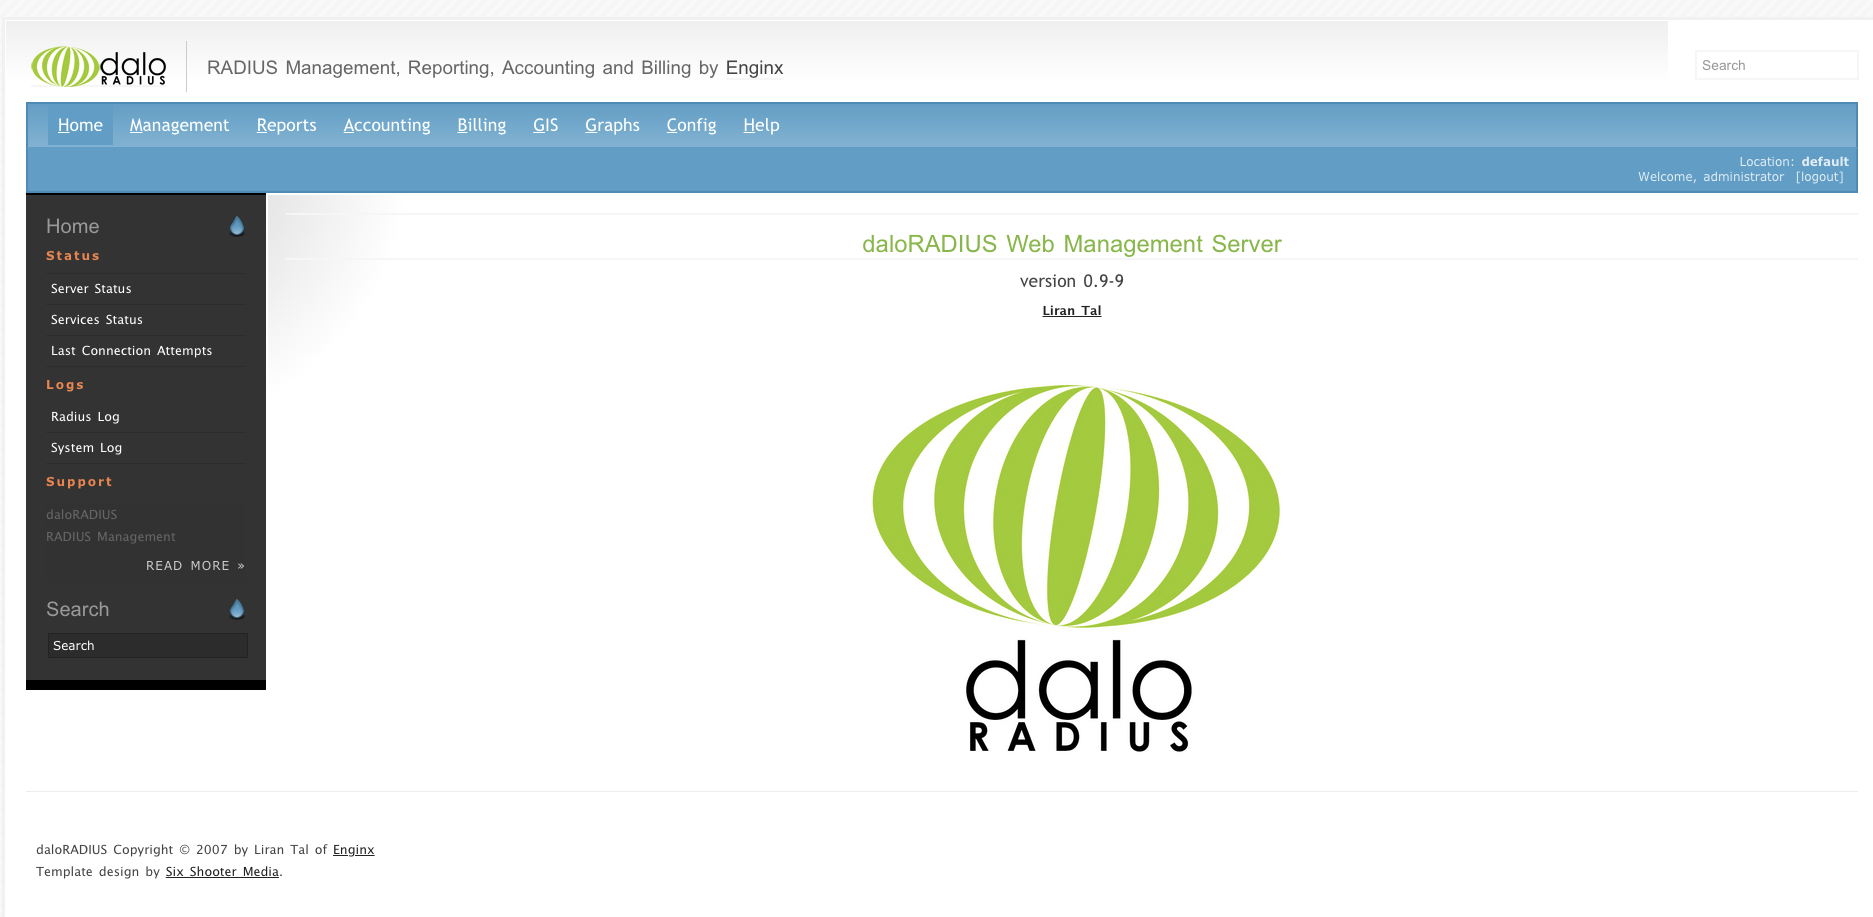 dalo
RADIUS
RADIUS Management, Reporting, Accounting and Billing by Enginx
Search
Home Management Reports Accounting Billing GIS Graphs Config Help
Location: default
Welcome, administrator [logout]
Home
Status
Server Status
Services Status
Last Connection Attempts
Logs
Radius Log
System Log
Support
daloRADIUS
RADIUS Management
READ MORE »
Search
Search
daloRADIUS Web Management Server
version 0.9-9
Liran Tal
dalo
RADIUS
daloRADIUS Copyright © 2007 by Liran Tal of Enginx
Template design by Six Shooter Media.